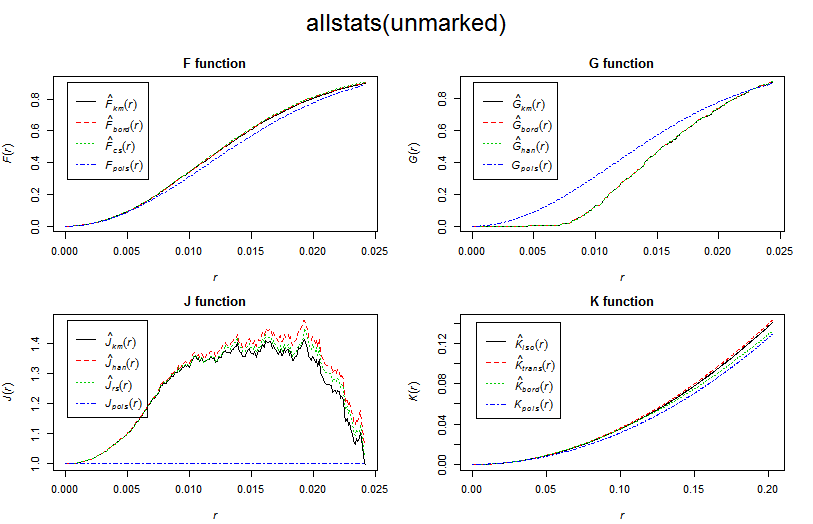 allstats(unmarked)
F function
F̂km(r)
F̂bord(r)
F̂cs(r)
Fpois(r)
F(r)
0.0 0.2 0.4 0.6 0.8
0.000 0.005 0.010 0.015 0.020 0.025
r
G function
Ĝkm(r)
Ĝbord(r)
Ĝhan(r)
Gpois(r)
G(r)
0.0 0.2 0.4 0.6 0.8
0.000 0.005 0.010 0.015 0.020 0.025
r
J function
Ĵkm(r)
Ĵhan(r)
Ĵrs(r)
Jpois(r)
J(r)
1.0 1.1 1.2 1.3 1.4
0.000 0.005 0.010 0.015 0.020 0.025
r
K function
K̂iso(r)
K̂trans(r)
K̂bord(r)
Kpois(r)
K(r)
0.00 0.04 0.08 0.12
0.00 0.05 0.10 0.15 0.20
r